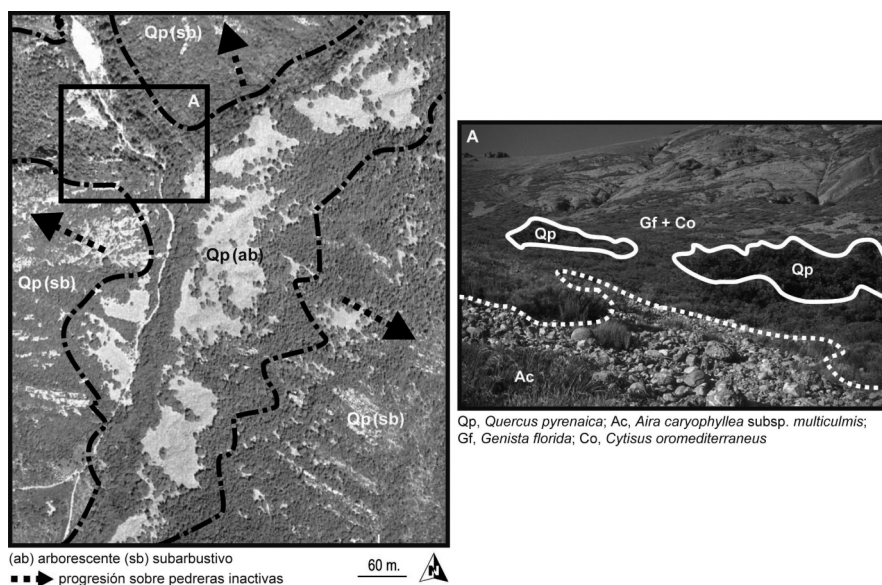 Qp (sb)
A
Qp (ab)
Qp (sb)
Qp (sb)
(ab) arborescente (sb) subarbustivo
progresión sobre pedreras inactivas
60 m.
N
A
Gf + Co
Qp
Qp
Ac
Qp, Quercus pyrenaica; Ac, Aira caryophyllea subsp. multiculmis;
Gf, Genista florida; Co, Cytisus oromediterraneus